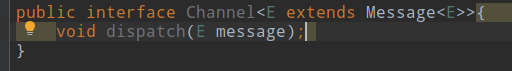 public interface Channel<E extends Message<E>>{
    void dispatch(E message);
}